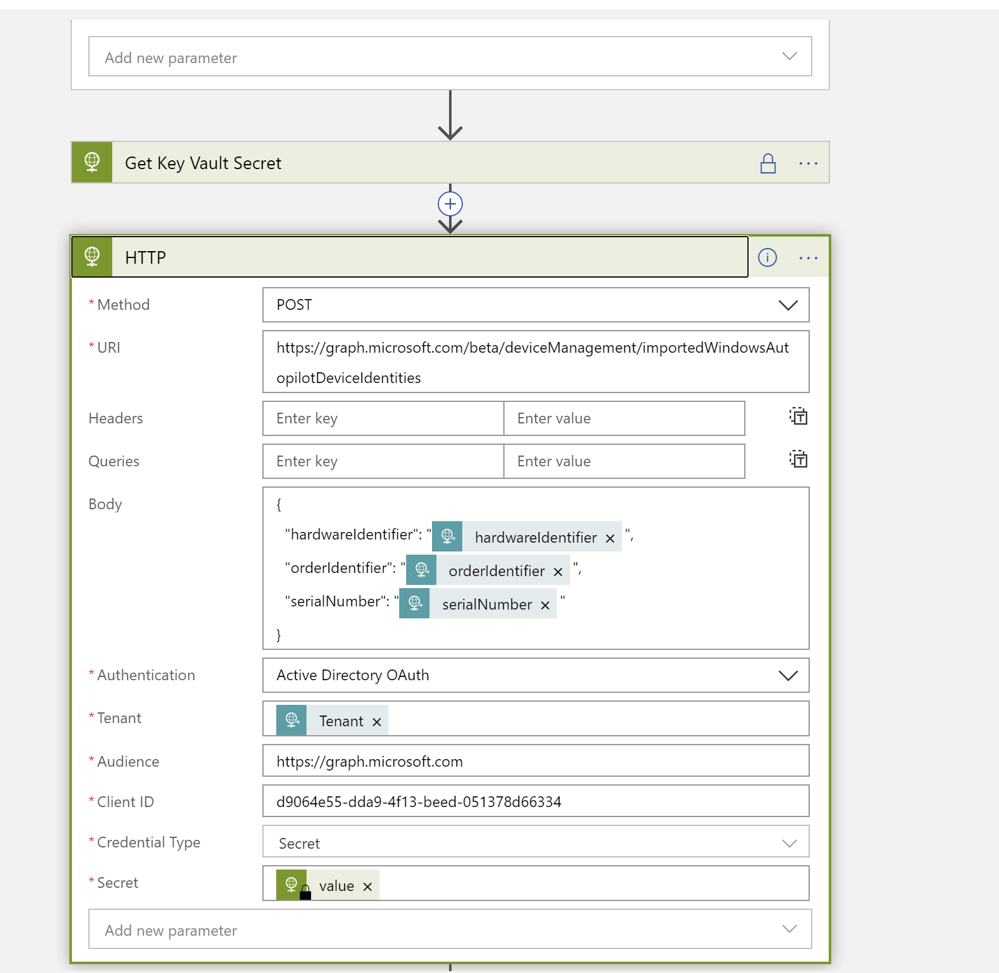 Add new parameter
Get Key Vault Secret
HTTP
* Method POST
* URI https://graph.microsoft.com/beta/deviceManagement/importedWindowsAut
opilotDeviceIdentities
Headers Enter key Enter value
Queries Enter key Enter value
Body {
"hardwareIdentifier": " hardwareIdentifier × ",
"orderIdentifier": " orderIdentifier × ",
"serialNumber": " serialNumber × "
}
* Authentication Active Directory OAuth
* Tenant Tenant ×
* Audience https://graph.microsoft.com
* Client ID d9064e55-dda9-4f13-beed-051378d66334
* Credential Type Secret
* Secret value ×
Add new parameter